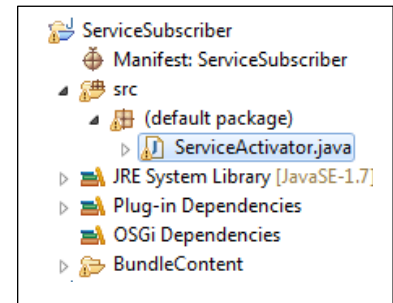 ServiceSubscriber
Manifest: ServiceSubscriber
src
(default package)
ServiceActivator.java
JRE System Library [JavaSE-1.7]
Plug-in Dependencies
OSGi Dependencies
BundleContent